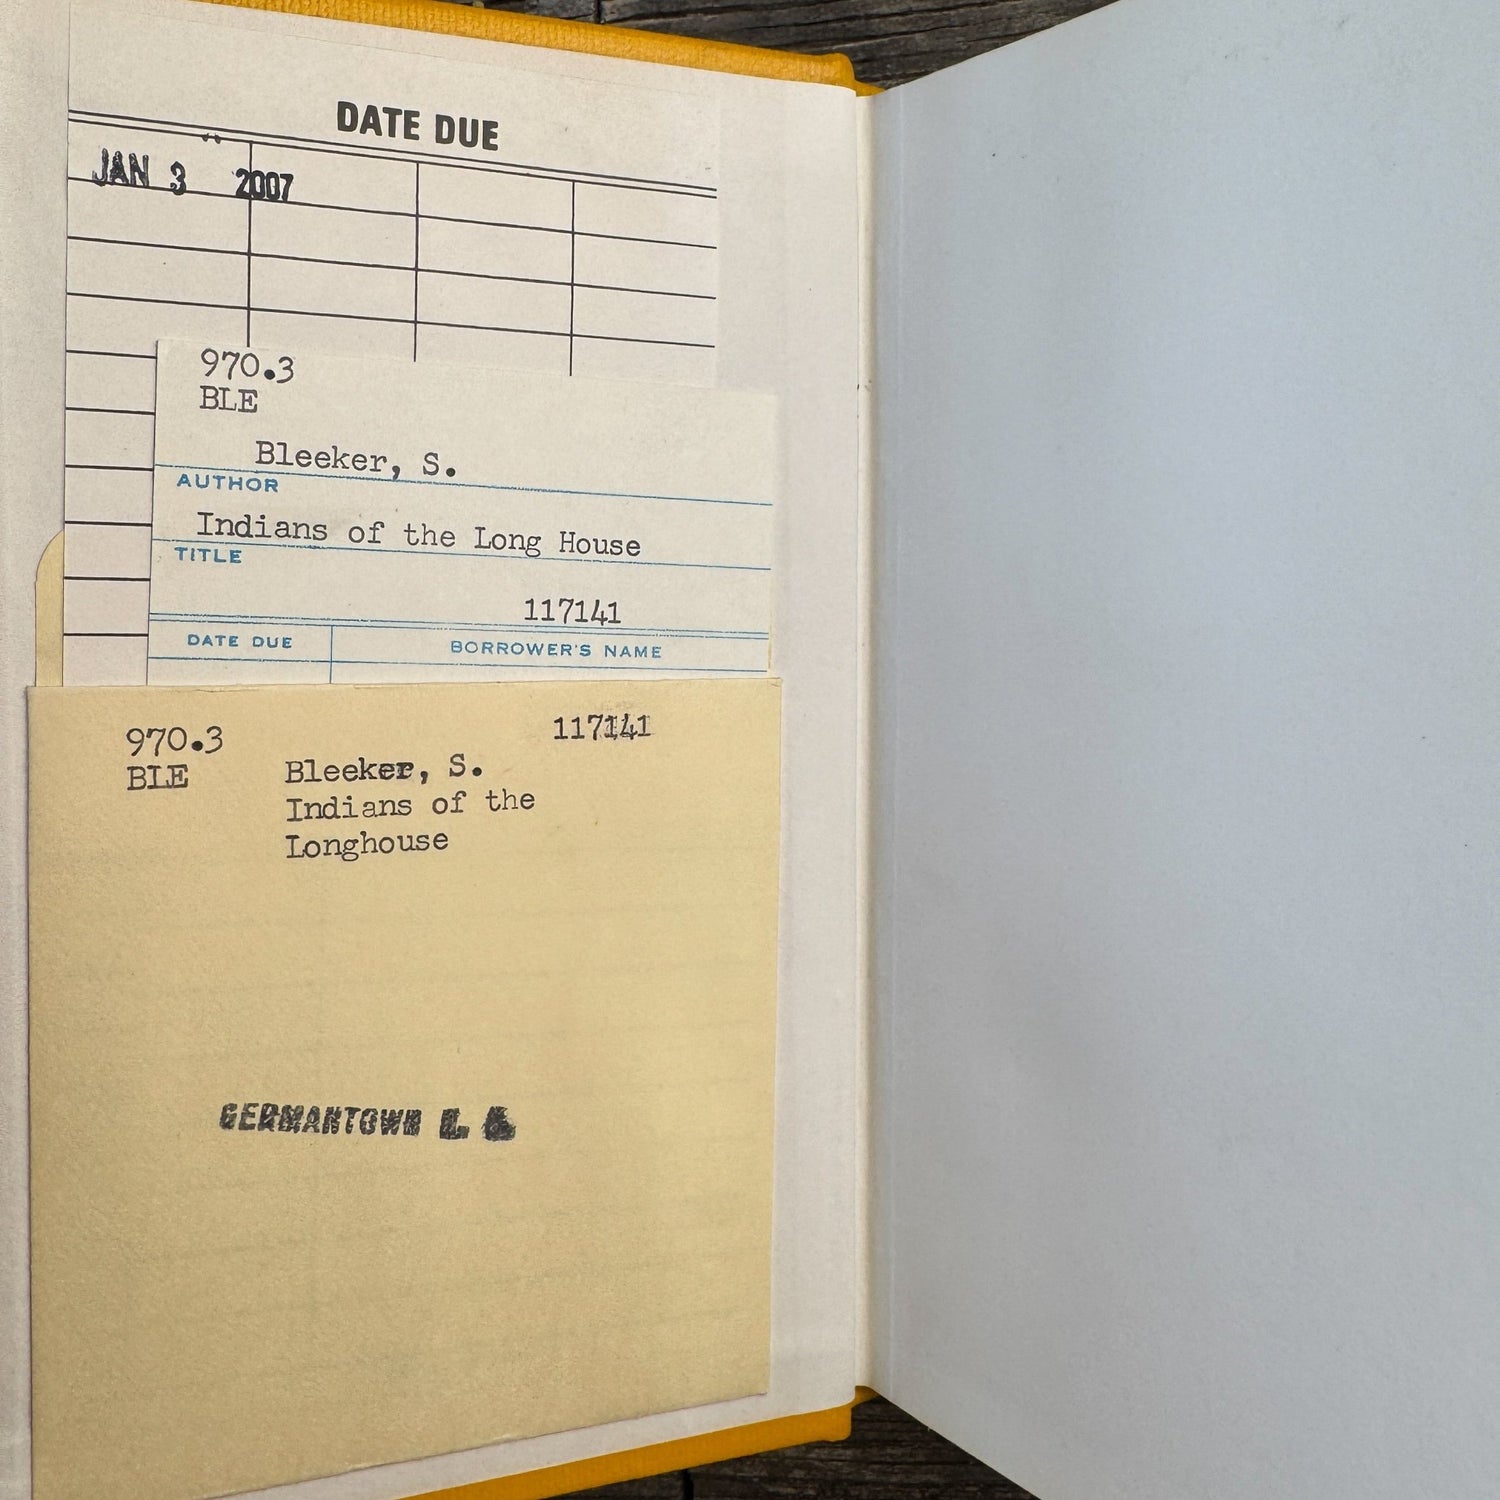 DATE DUE
JAN 3 2007
970.3
BLE
Bleeker, S.
AUTHOR
Indians of the Long House
TITLE
117141
DATE DUE BORROWER'S NAME
970.3 117141
BLE Bleeker, S.
Indians of the
Longhouse
GERMANTOWN